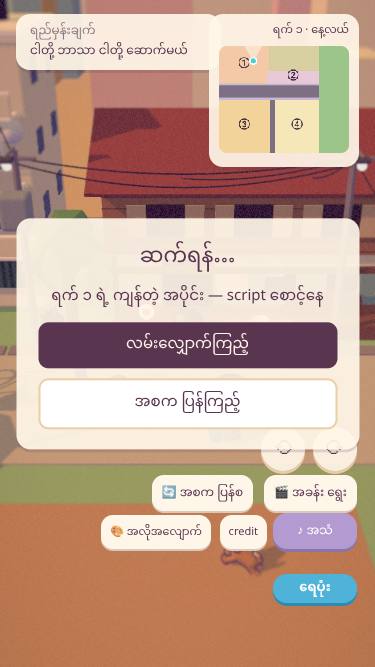 ရည်မှန်းချက်
ငါတို့ ဘာသာ ငါတို့ ဆောက်မယ်
ရက် ၁ · နေ့လယ်
①
②
③
④
ဆက်ရန်…
ရက် ၁ ရဲ့ ကျန်တဲ့ အပိုင်း — script စောင့်နေ
လမ်းလျှောက်ကြည့်
အစက ပြန်ကြည့်
🔄 အစက ပြန်စ
🎬 အခန်း ရွေး
🎨 အလိုအလျောက်
credit
♪ အသံ
ရေပုံး